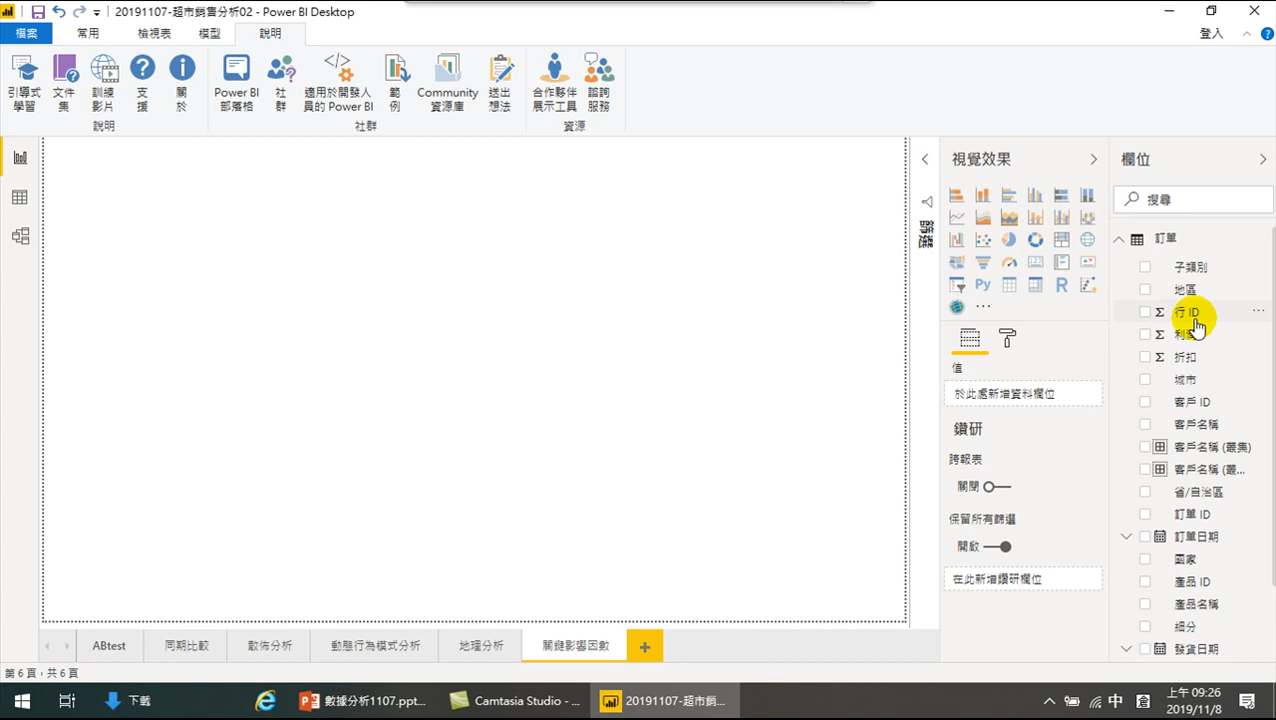 20191107-超市銷售分析02 - Power BI Desktop
檔案
常用
檢視表
模型
說明
登入
引導式
學習
文件
集
訓練
影片
支
援
關
於
Power BI
部落格
社
群
適用於開發人
員的 Power BI
範
例
Community
資源庫
送出
想法
合作夥伴
展示工具
諮詢
服務
說明
社群
資源
篩選
視覺效果
Py
R
值
於此處新增資料欄位
鑽研
跨報表
關閉
保留所有篩選
開啟
在此新增鑽研欄位
欄位
搜尋
訂單
子類別
地區
行 ID
折扣
城市
客戶 ID
客戶名稱
客戶名稱 (叢集)
客戶名稱 (叢...
省/自治區
訂單 ID
訂單日期
國家
產品 ID
產品名稱
細分
發貨日期
ABtest
同期比較
散佈分析
動態行為模式分析
地理分析
關鍵影響因數
第 6 頁，共 6 頁
下載
數據分析1107.ppt...
Camtasia Studio - ...
20191107-超市銷...
中
上午 09:26
2019/11/8